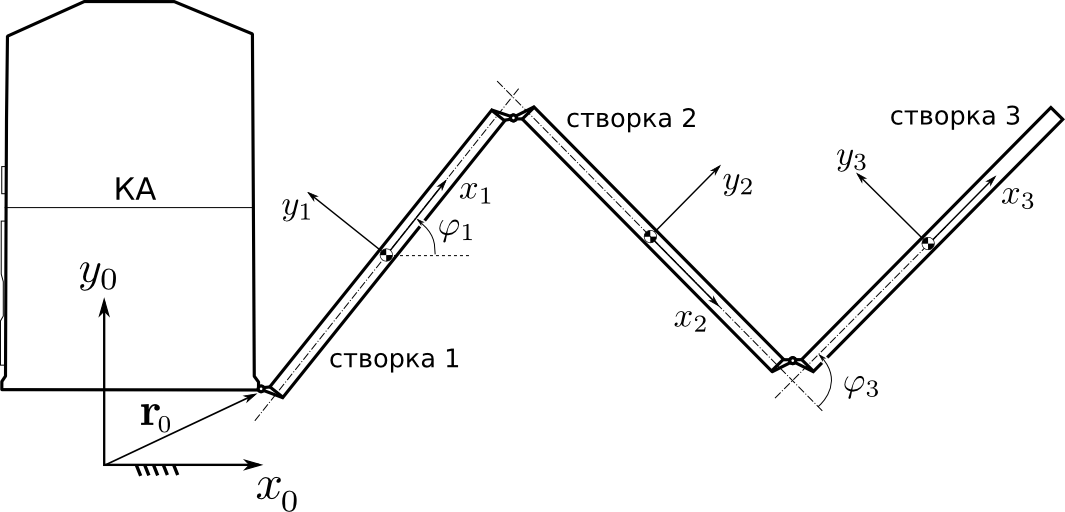 створка 2
створка 3
y₃
КА
x₁
y₂
x₃
y₁
φ₁
y₀
x₂
створка 1
φ₃
r₀
x₀